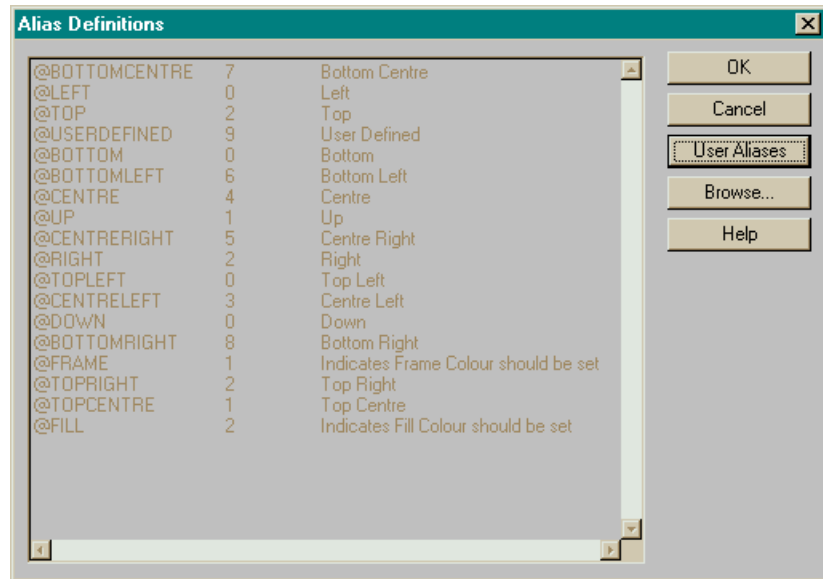 Alias Definitions
@BOTTOMCENTRE 7 Bottom Centre
@LEFT 0 Left
@TOP 2 Top
@USERDEFINED 9 User Defined
@BOTTOM 0 Bottom
@BOTTOMLEFT 6 Bottom Left
@CENTRE 4 Centre
@UP 1 Up
@CENTRERIGHT 5 Centre Right
@RIGHT 2 Right
@TOPLEFT 0 Top Left
@CENTRELEFT 3 Centre Left
@DOWN 0 Down
@BOTTOMRIGHT 8 Bottom Right
@FRAME 1 Indicates Frame Colour should be set
@TOPRIGHT 2 Top Right
@TOPCENTRE 1 Top Centre
@FILL 2 Indicates Fill Colour should be set
OK
Cancel
User Aliases
Browse...
Help